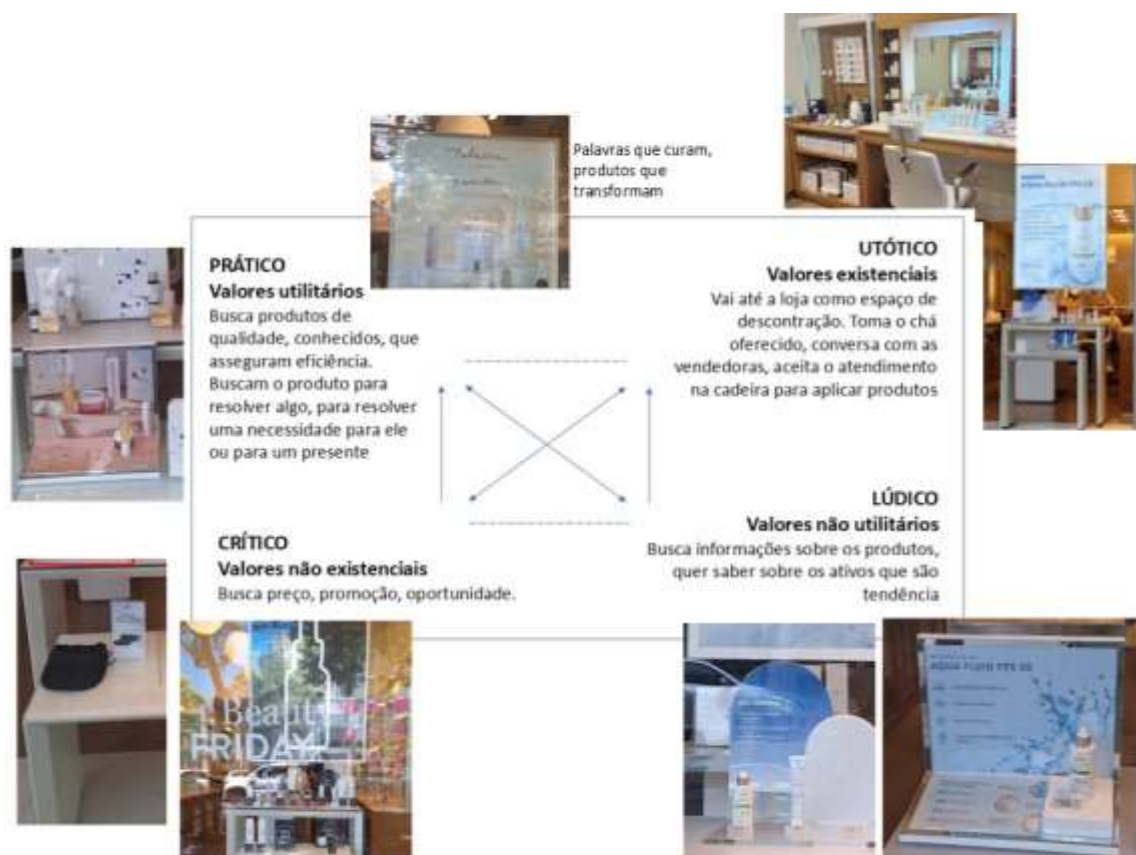 Palavras que curam,
produtos que
transformam
PRÁTICO
Valores utilitários
Busca produtos de
qualidade, conhecidos, que
asseguram eficiência.
Buscam o produto para
resolver algo, para resolver
uma necessidade para ele
ou para um presente
UTÓTICO
Valores existenciais
Vai até a loja como espaço de
descontração. Toma o chá
oferecido, conversa com as
vendedoras, aceita o atendimento
na cadeira para aplicar produtos
CRÍTICO
Valores não existenciais
Busca preço, promoção, oportunidade.
LÚDICO
Valores não utilitários
Busca informações sobre os produtos,
quer saber sobre os ativos que são
tendência
Beauty
FRIDAY
AQUA FLUID FPS